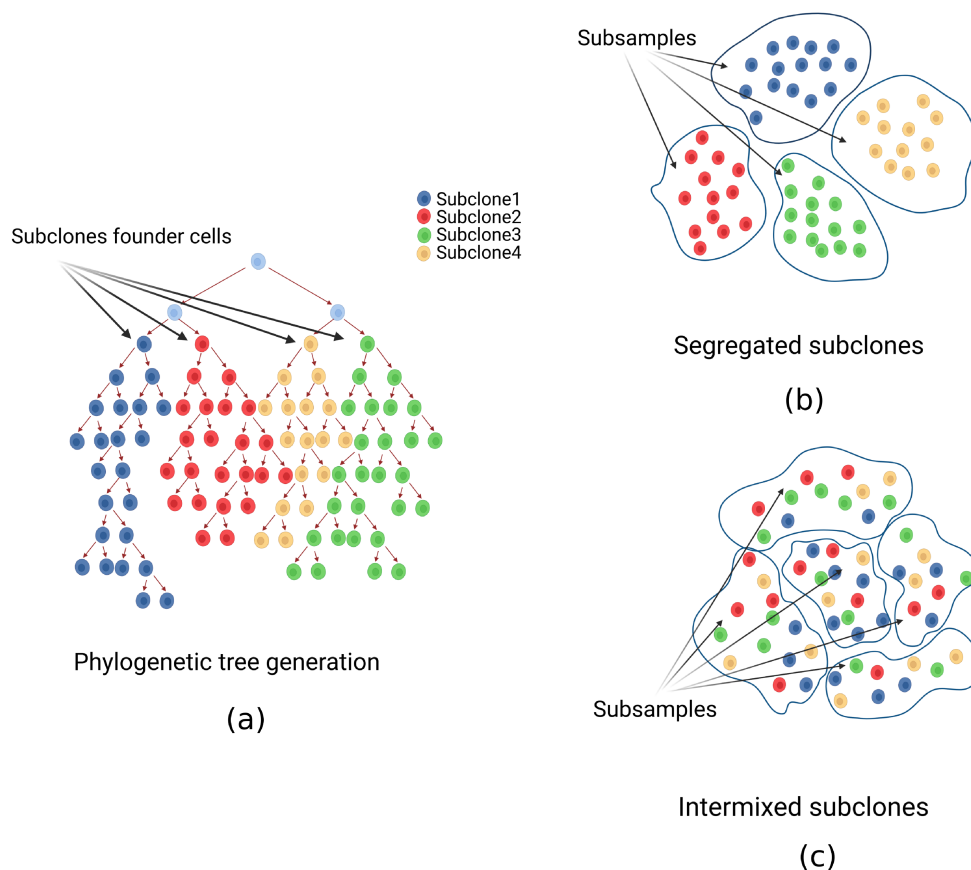 Subclones founder cells
Subclone1
Subclone2
Subclone3
Subclone4
Phylogenetic tree generation
(a)
Subsamples
Segregated subclones
(b)
Subsamples
Intermixed subclones
(c)